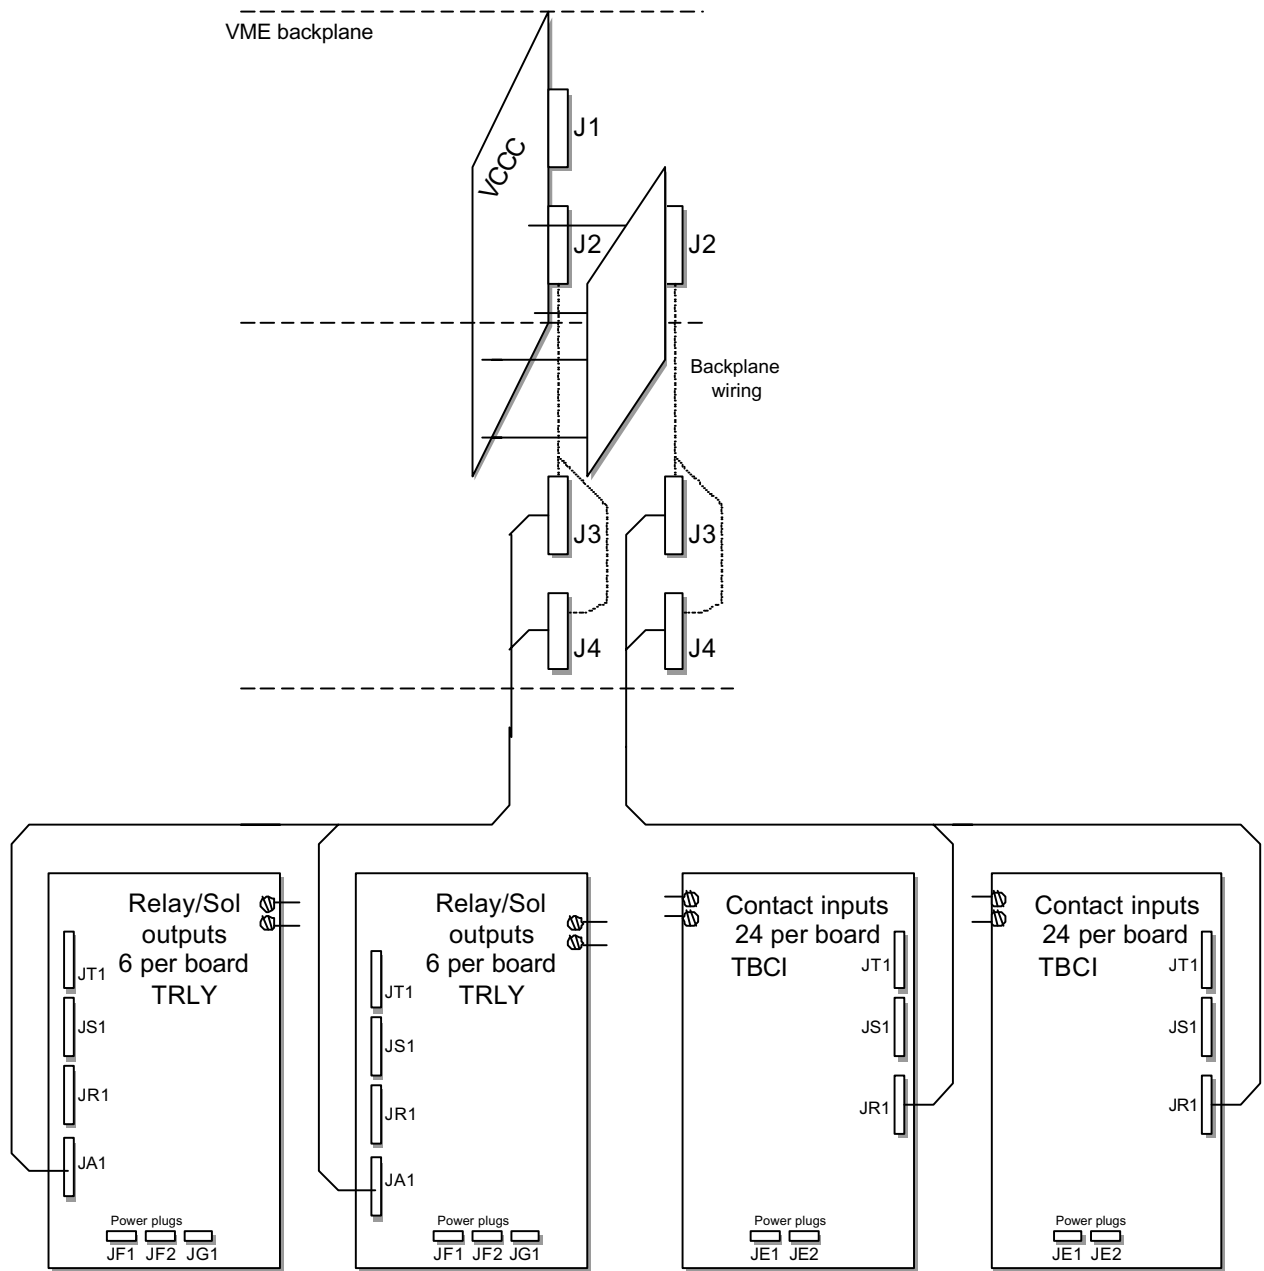 VME backplane
J1
VCCC
J2
J2
Backplane
wiring
J3
J3
J4
J4
Relay/Sol
outputs
6 per board
TRLY
JT1
JS1
JR1
JA1
Power plugs
JF1 JF2 JG1
Relay/Sol
outputs
6 per board
TRLY
JT1
JS1
JR1
JA1
Power plugs
JF1 JF2 JG1
Contact inputs
24 per board
TBCI
JT1
JS1
JR1
Power plugs
JE1 JE2
Contact inputs
24 per board
TBCI
JT1
JS1
JR1
Power plugs
JE1 JE2